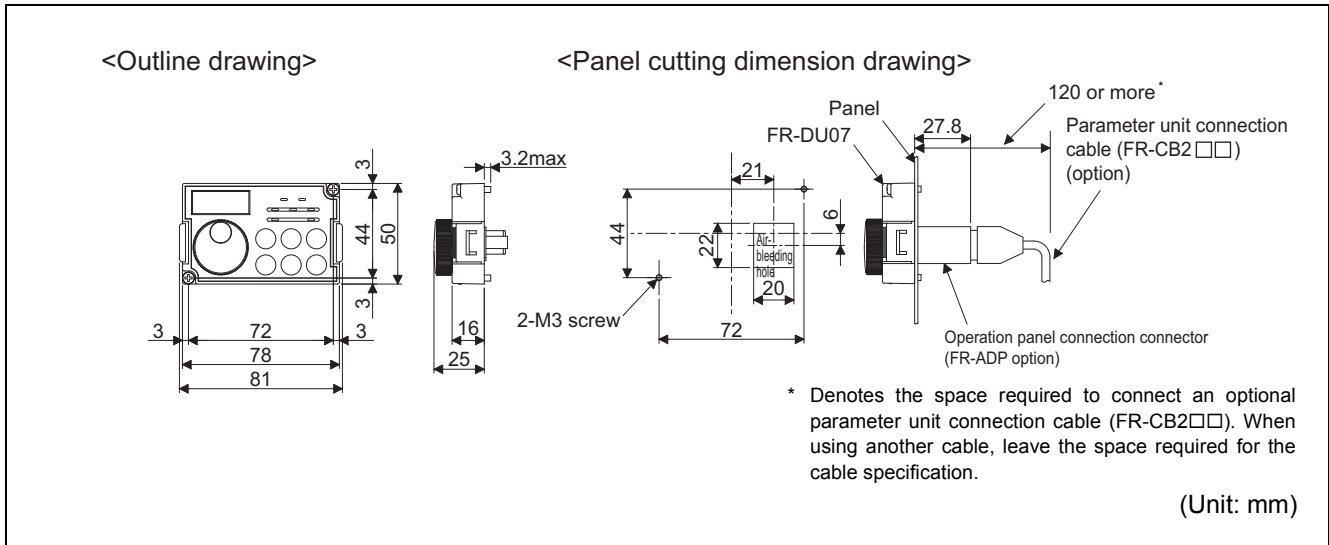 <Outline drawing>
<Panel cutting dimension drawing>
120 or more*
Panel
27.8
Parameter unit connection
FR-DU07
cable (FR-CB2□□)
(option)
3
3.2max
21
44
50
44
22
6
Air-
bleeding
hole
20
3
2-M3 screw
72
3
72
3
16
78
25
81
Operation panel connection connector
(FR-ADP option)
* Denotes the space required to connect an optional
parameter unit connection cable (FR-CB2□□). When
using another cable, leave the space required for the
cable specification.
(Unit: mm)